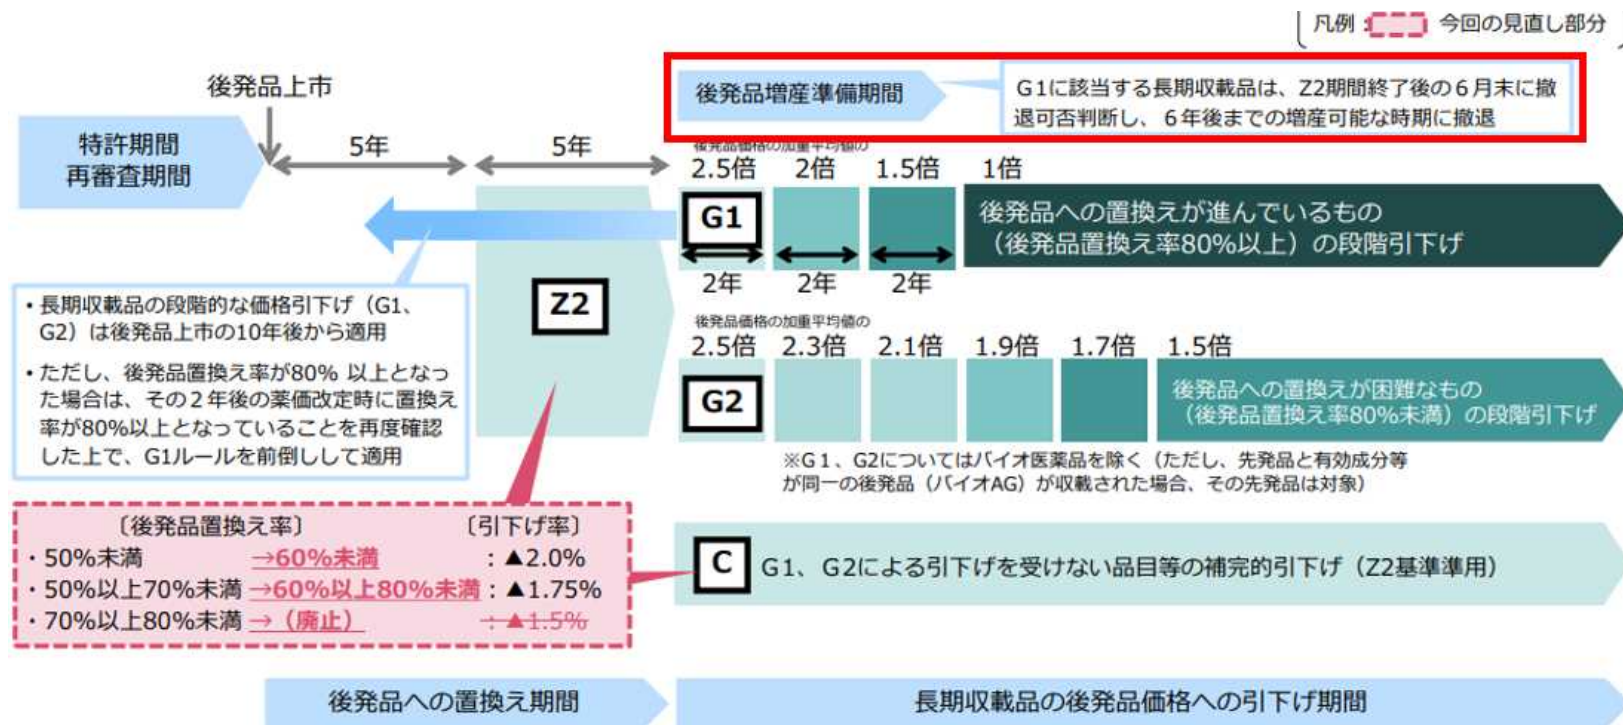 凡例：
今回の見直し部分
後発品上市
特許期間
再審査期間
5年
5年
後発品増産準備期間
G1に該当する長期収載品は、Z2期間終了後の６月末に撤
退可否判断し、６年後までの増産可能な時期に撤退
後発品価格の加重平均値の
2.5倍
2倍
1.5倍
1倍
G1
後発品への置換えが進んでいるもの
（後発品置換え率80%以上）の段階引下げ
2年
2年
2年
Z2
・長期収載品の段階的な価格引下げ（G1、
G2）は後発品上市の10年後から適用
・ただし、後発品置換え率が80% 以上となっ
た場合は、その２年後の薬価改定時に置換え
率が80%以上となっていることを再度確認
した上で、G1ルールを前倒しして適用
後発品価格の加重平均値の
2.5倍
2.3倍
2.1倍
1.9倍
1.7倍
1.5倍
G2
後発品への置換えが困難なもの
（後発品置換え率80%未満）の段階引下げ
※G１、G2についてはバイオ医薬品を除く（ただし、先発品と有効成分等
が同一の後発品（バイオAG）が収載された場合、その先発品は対象）
〔後発品置換え率〕 〔引下げ率〕
・50%未満 →60%未満 ：▲2.0%
・50%以上70%未満 →60%以上80%未満：▲1.75%
・70%以上80%未満 →（廃止） ：▲1.5%
C
G1、G2による引下げを受けない品目等の補完的引下げ（Z2基準準用）
後発品への置換え期間
長期収載品の後発品価格への引下げ期間